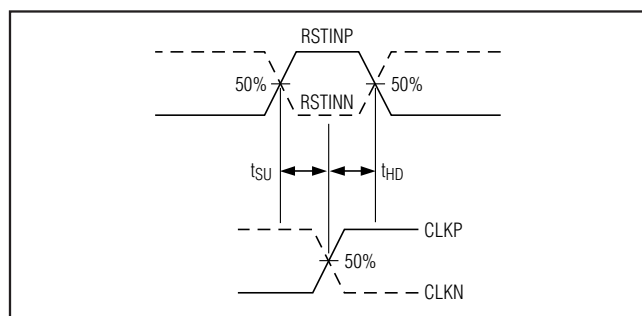 RSTINP
50% 50%
RSTINN
tSU tHD
CLKP
50%
CLKN